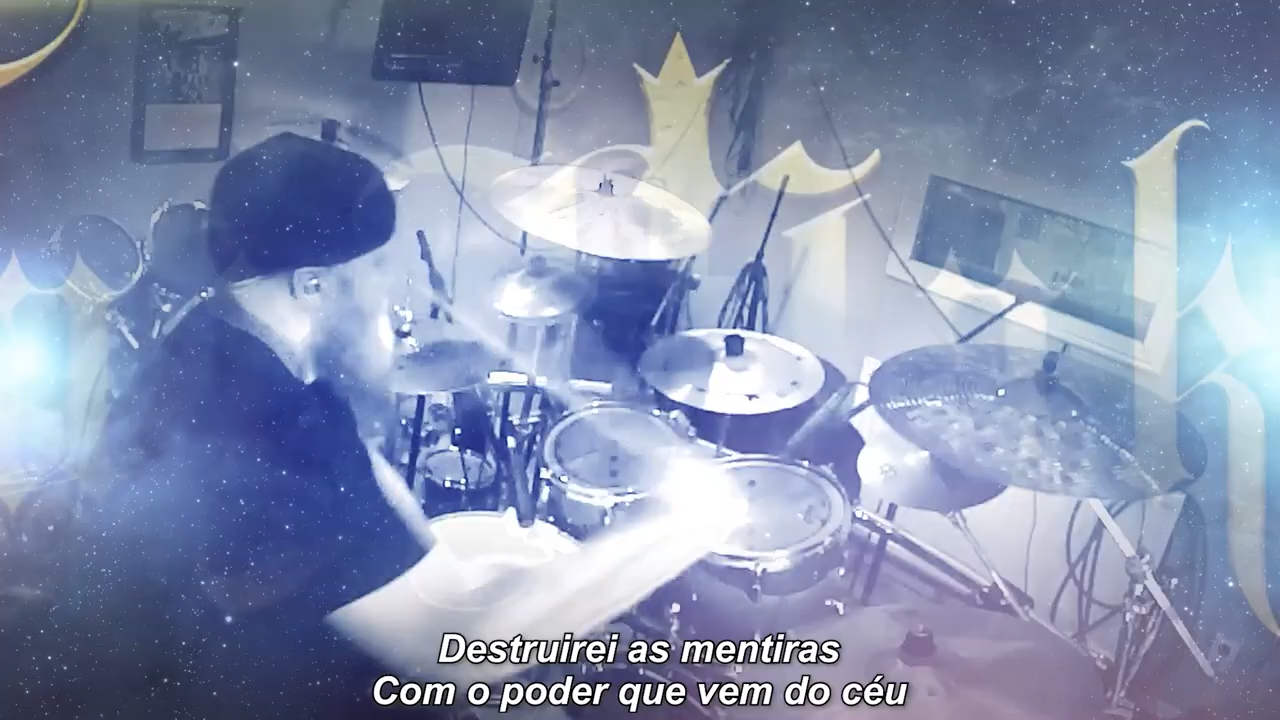 Destruirei as mentiras
Com o poder que vem do céu